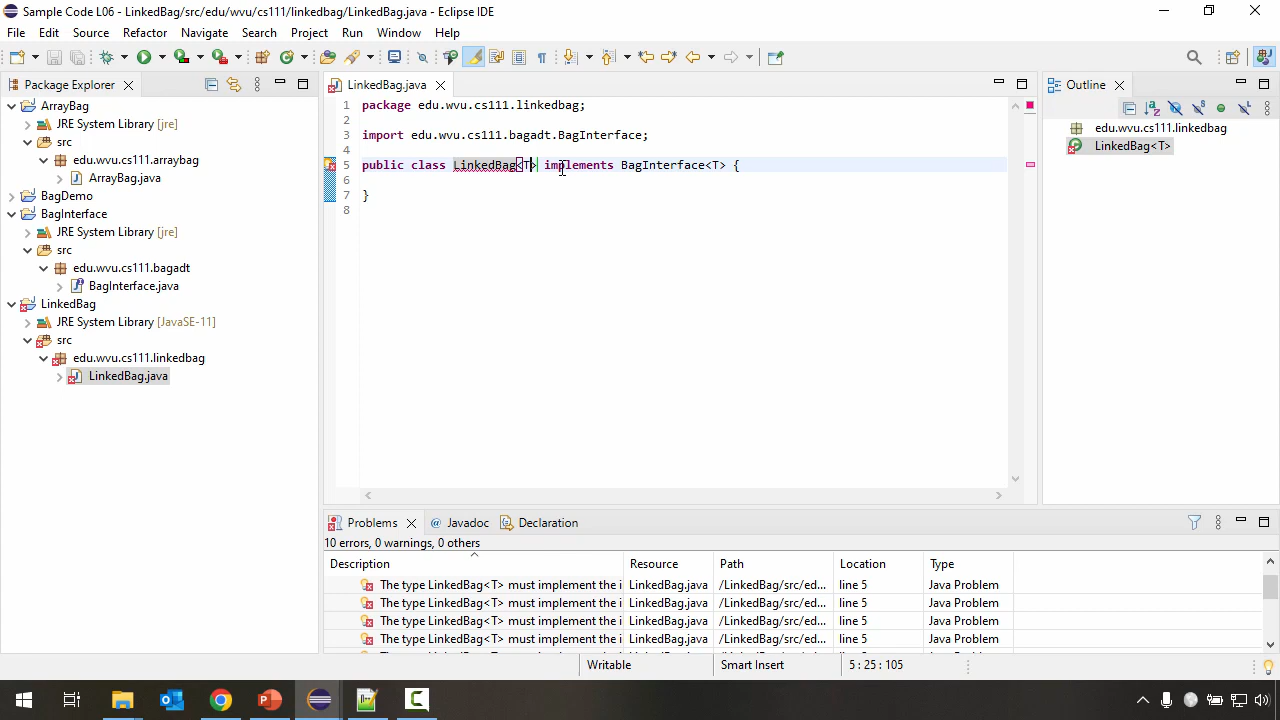 Sample Code L06 - LinkedBag/src/edu/wvu/cs111/linkedbag/LinkedBag.java - Eclipse IDE
File Edit Source Refactor Navigate Search Project Run Window Help
Package Explorer
ArrayBag
JRE System Library [jre]
src
edu.wvu.cs111.arraybag
ArrayBag.java
BagDemo
BagInterface
JRE System Library [jre]
src
edu.wvu.cs111.bagadt
BagInterface.java
LinkedBag
JRE System Library [JavaSE-11]
src
edu.wvu.cs111.linkedbag
LinkedBag.java
LinkedBag.java
1 package edu.wvu.cs111.linkedbag;
2
3 import edu.wvu.cs111.bagadt.BagInterface;
4
5 public class LinkedBag<T> implements BagInterface<T> {
6
7 }
8
Outline
edu.wvu.cs111.linkedbag
LinkedBag<T>
Problems @ Javadoc Declaration
10 errors, 0 warnings, 0 others
Description Resource Path Location Type
The type LinkedBag<T> must implement the i LinkedBag.java /LinkedBag/src/ed... line 5 Java Problem
The type LinkedBag<T> must implement the i LinkedBag.java /LinkedBag/src/ed... line 5 Java Problem
The type LinkedBag<T> must implement the i LinkedBag.java /LinkedBag/src/ed... line 5 Java Problem
The type LinkedBag<T> must implement the i LinkedBag.java /LinkedBag/src/ed... line 5 Java Problem
Writable Smart Insert 5 : 25 : 105